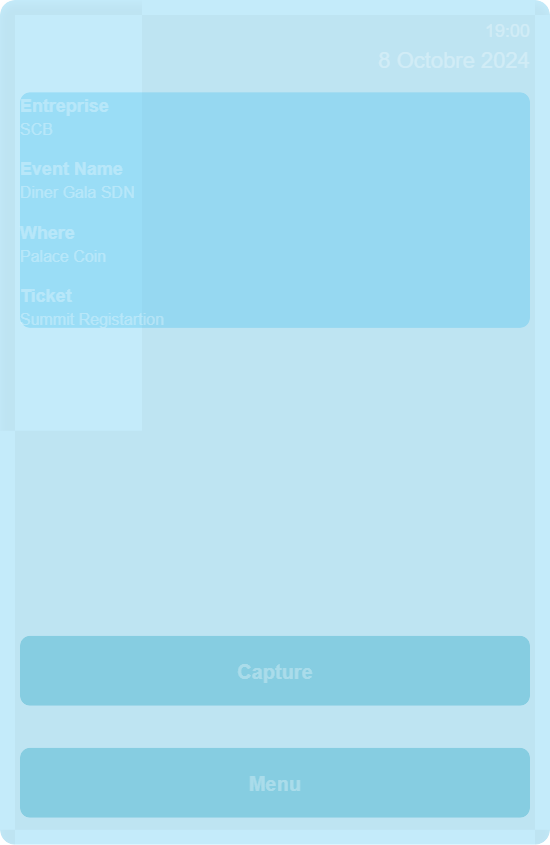 19:00
8 Octobre 2024
Entreprise
SCB
Event Name
Diner Gala SDN
Where
Palace Coin
Ticket
Summit Registartion
Capture
Menu